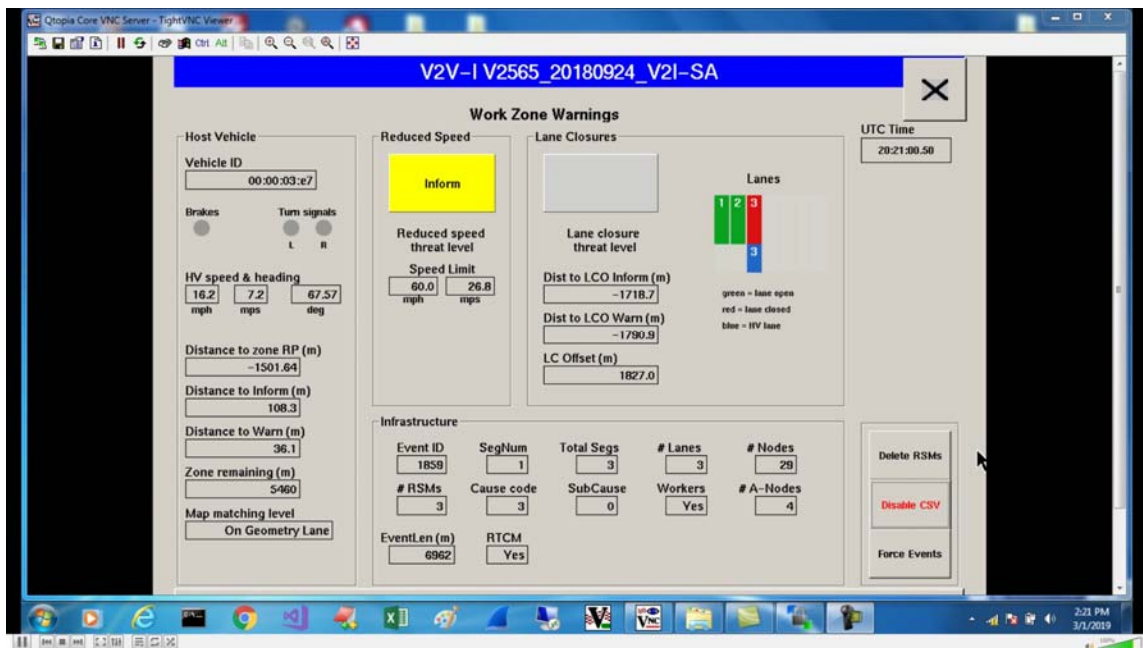 Qtopia Core VNC Server - TightVNC Viewer
Ctrl Alt
V2V-I V2565_20180924_V2I-SA
Work Zone Warnings
UTC Time
20:21:00.50
Host Vehicle
Vehicle ID
00:00:03:e7
Brakes
Turn signals
L R
HV speed & heading
16.2 7.2 67.57
mph mps deg
Distance to zone RP (m)
-1501.64
Distance to Inform (m)
108.3
Distance to Warn (m)
36.1
Zone remaining (m)
5460
Map matching level
On Geometry Lane
Reduced Speed
Inform
Reduced speed
threat level
Speed Limit
60.0 26.8
mph mps
Lane Closures
Lane closure
threat level
Dist to LCO Inform (m)
-1718.7
Dist to LCO Warn (m)
-1790.9
LC Offset (m)
1827.0
Lanes
1 2 3
3
green = lane open
red = lane closed
blue = HV lane
Infrastructure
Event ID SegNum Total Segs # Lanes # Nodes
1859 1 3 3 29
# RSMs Cause code SubCause Workers # A-Nodes
3 3 0 Yes 4
EventLen (m) RTCM
6962 Yes
Delete RSMs
Disable CSV
Force Events
VNC
2:21 PM
3/1/2019
100%